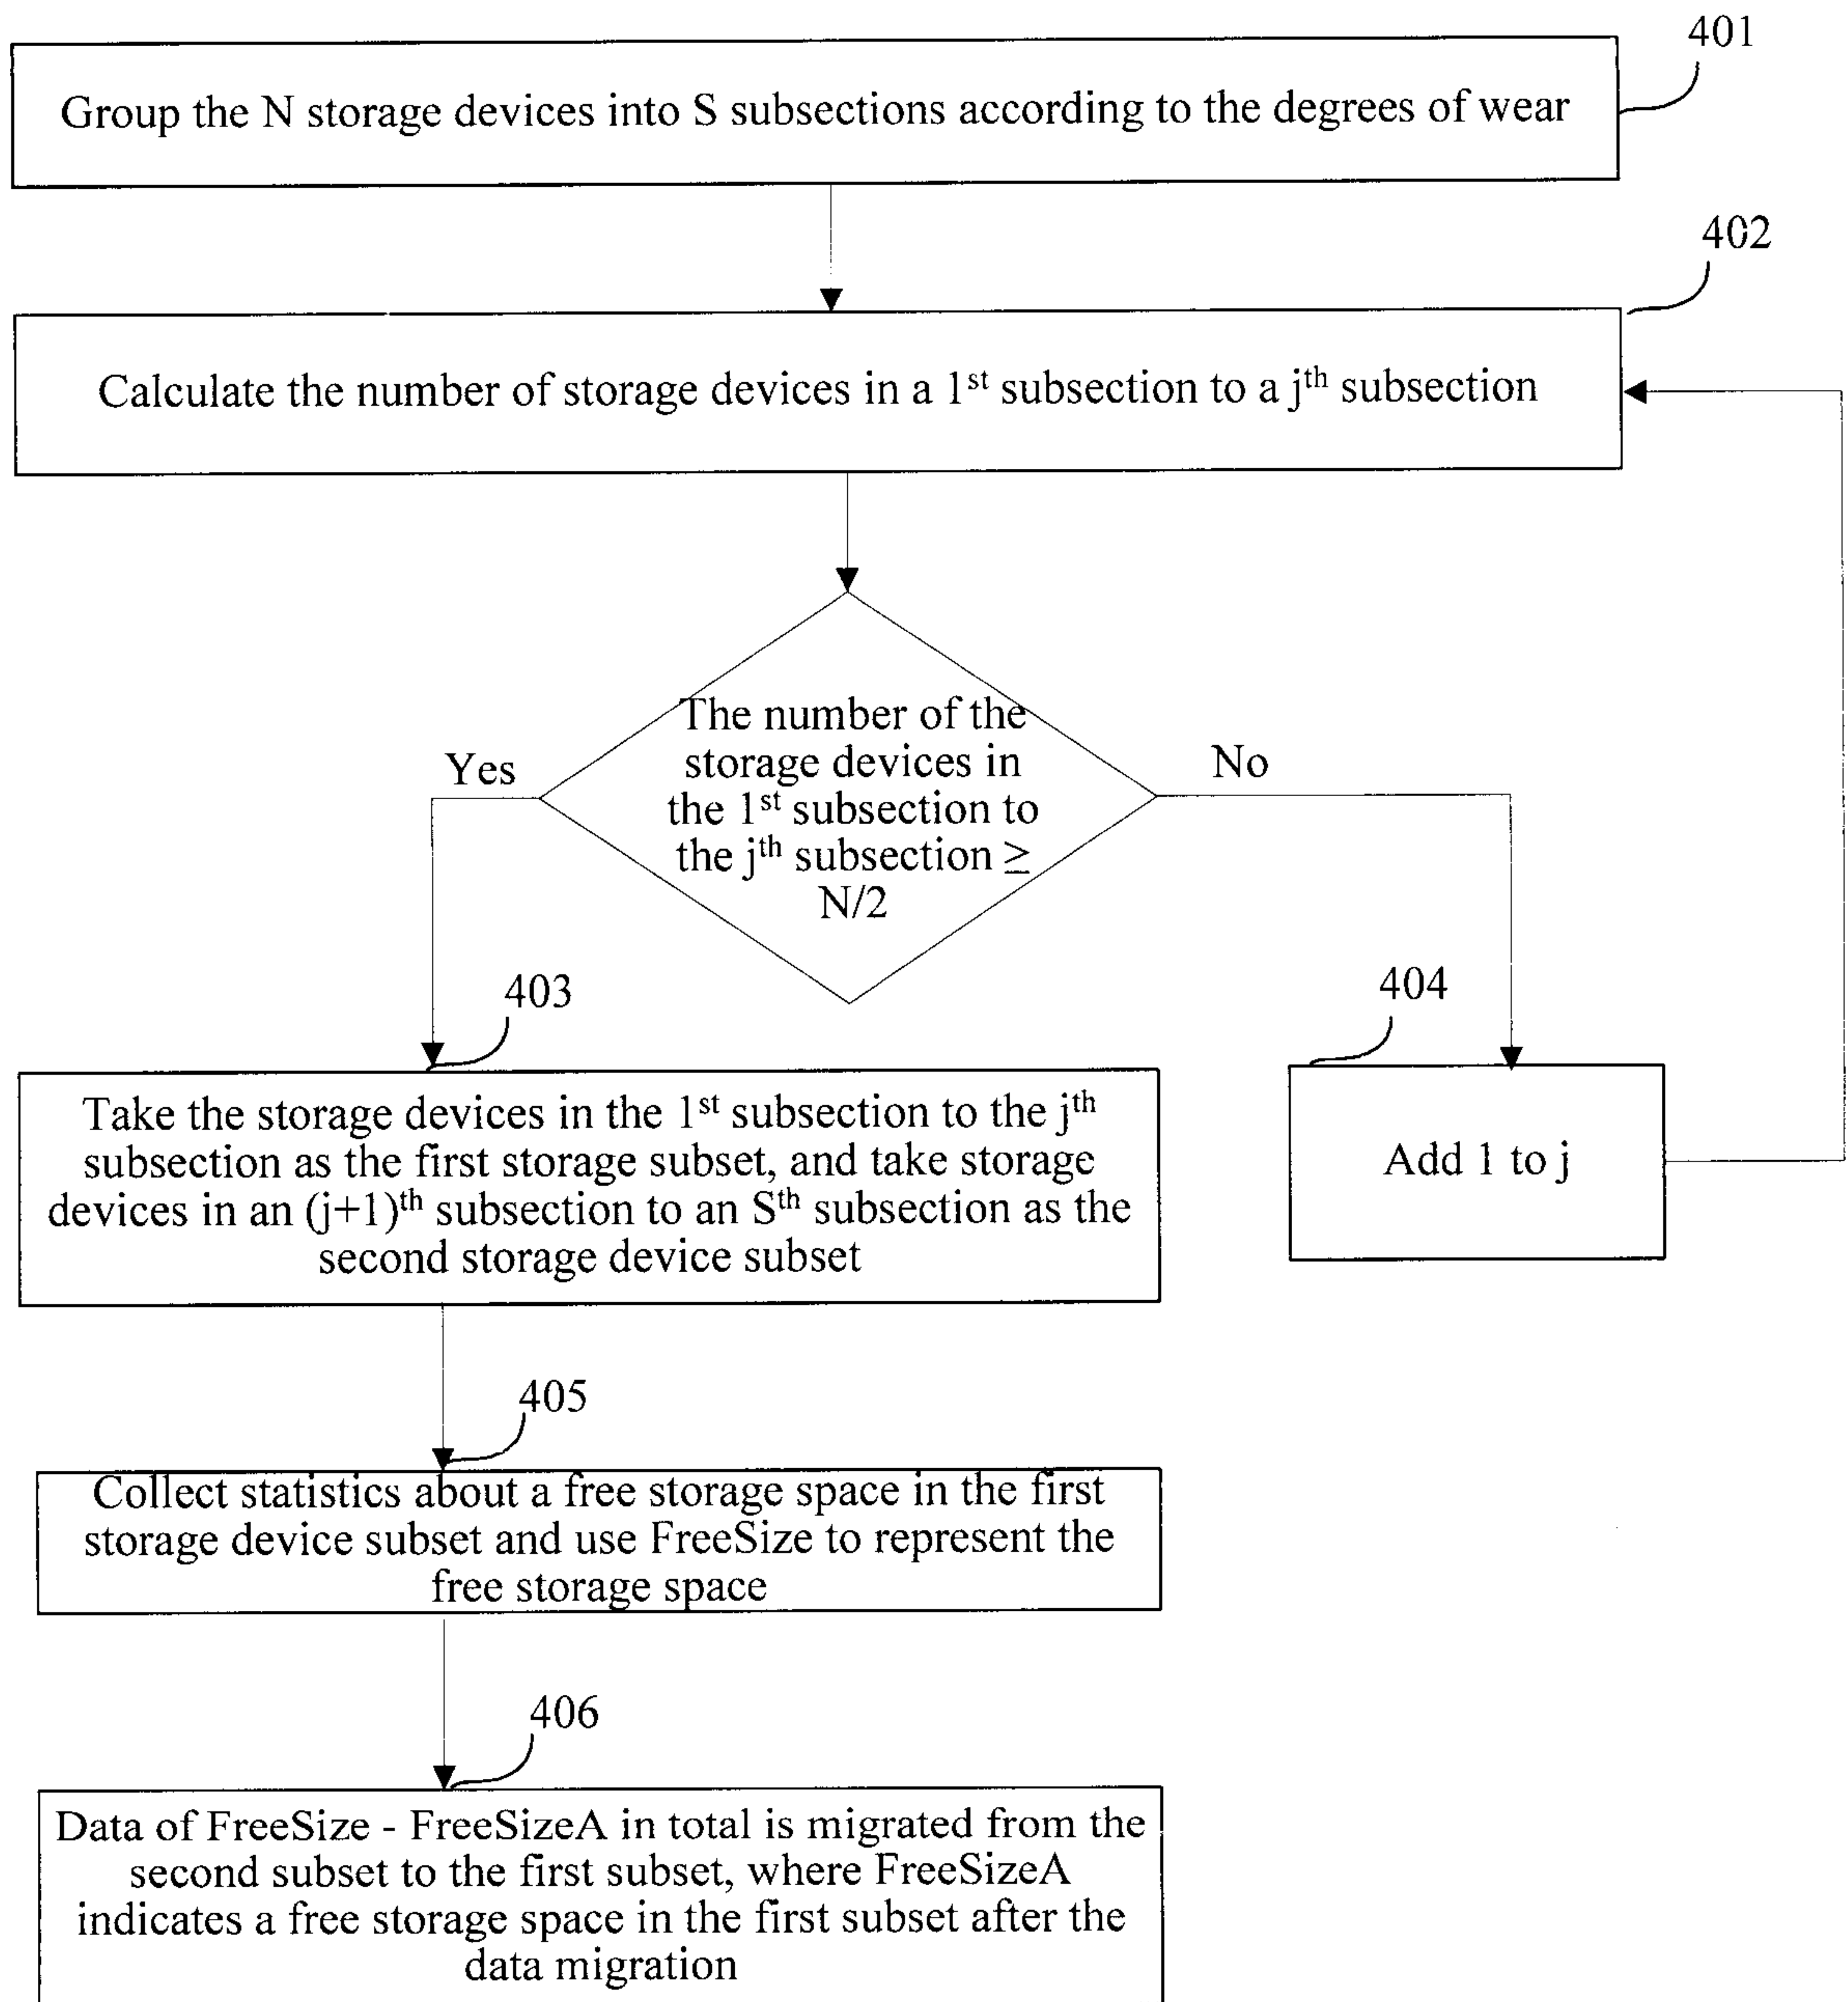 401
Group the N storage devices into S subsections according to the degrees of wear
402
Calculate the number of storage devices in a 1st subsection to a jth subsection
The number of the
storage devices in
the 1st subsection to
the jth subsection ≥
N/2
Yes
No
403
404
Take the storage devices in the 1st subsection to the jth
subsection as the first storage subset, and take storage
devices in an (j+1)th subsection to an Sth subsection as the
second storage device subset
Add 1 to j
405
Collect statistics about a free storage space in the first
storage device subset and use FreeSize to represent the
free storage space
406
Data of FreeSize - FreeSizeA in total is migrated from the
second subset to the first subset, where FreeSizeA
indicates a free storage space in the first subset after the
data migration